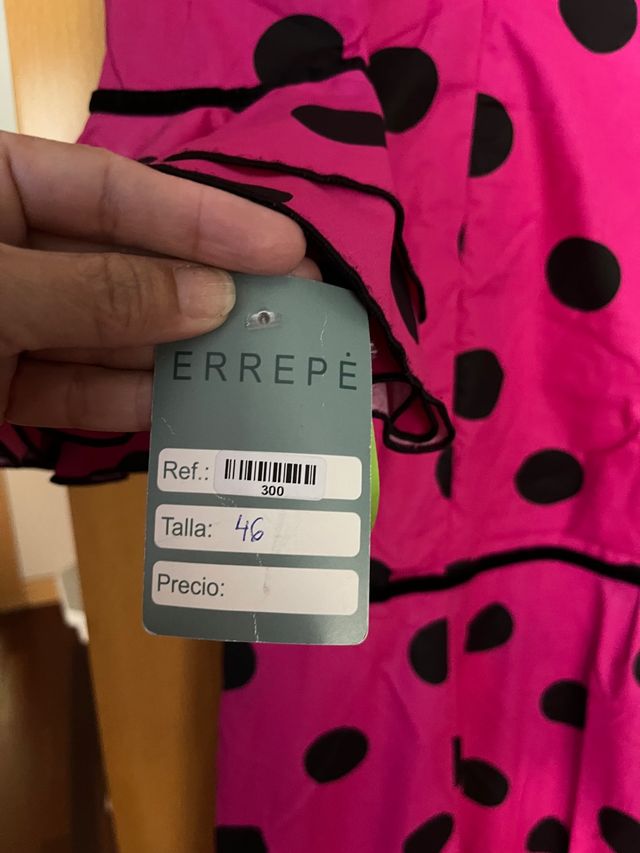 ERREPĖ
Ref.:
300
Talla: 46
Precio: